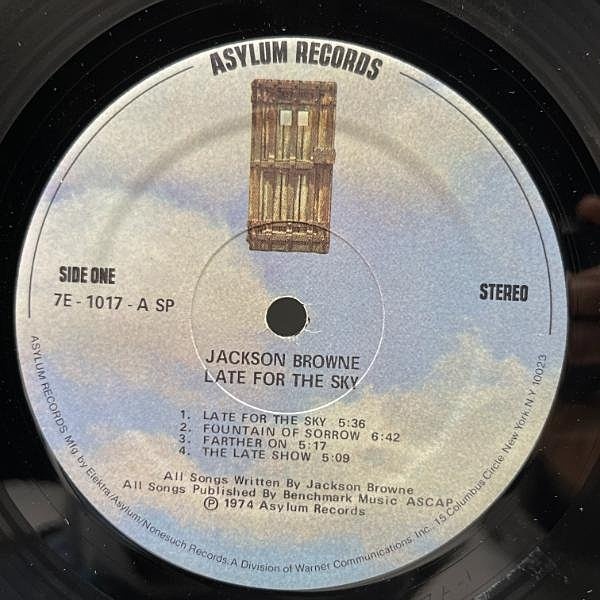 ASYLUM RECORDS
SIDE ONE
7E-1017-A SP
STEREO
JACKSON BROWNE
LATE FOR THE SKY
1. LATE FOR THE SKY 5:36
2. FOUNTAIN OF SORROW 6:42
3. FARTHER ON 5:17
4. THE LATE SHOW 5:09
All Songs Written By Jackson Browne
All Songs Published By Benchmark Music ASCAP
Ⓟ 1974 Asylum Records
ASYLUM RECORDS Mfg by Elektra/Asylum/Nonesuch Records. A Division of Warner Communications Inc., 15 Columbus Circle New York N.Y. 10023